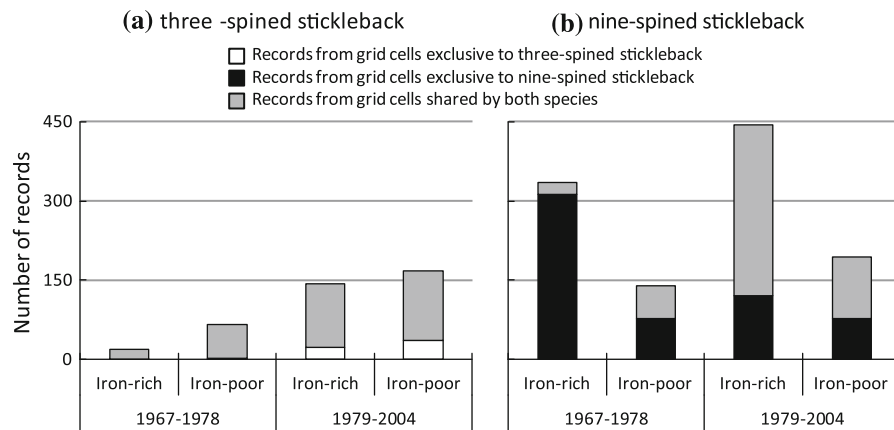 (a) three -spined stickleback (b) nine-spined stickleback
Records from grid cells exclusive to three-spined stickleback
Records from grid cells exclusive to nine-spined stickleback
Records from grid cells shared by both species
Number of records
450
300
150
0
Iron-rich Iron-poor Iron-rich Iron-poor Iron-rich Iron-poor Iron-rich Iron-poor
1967-1978 1979-2004 1967-1978 1979-2004